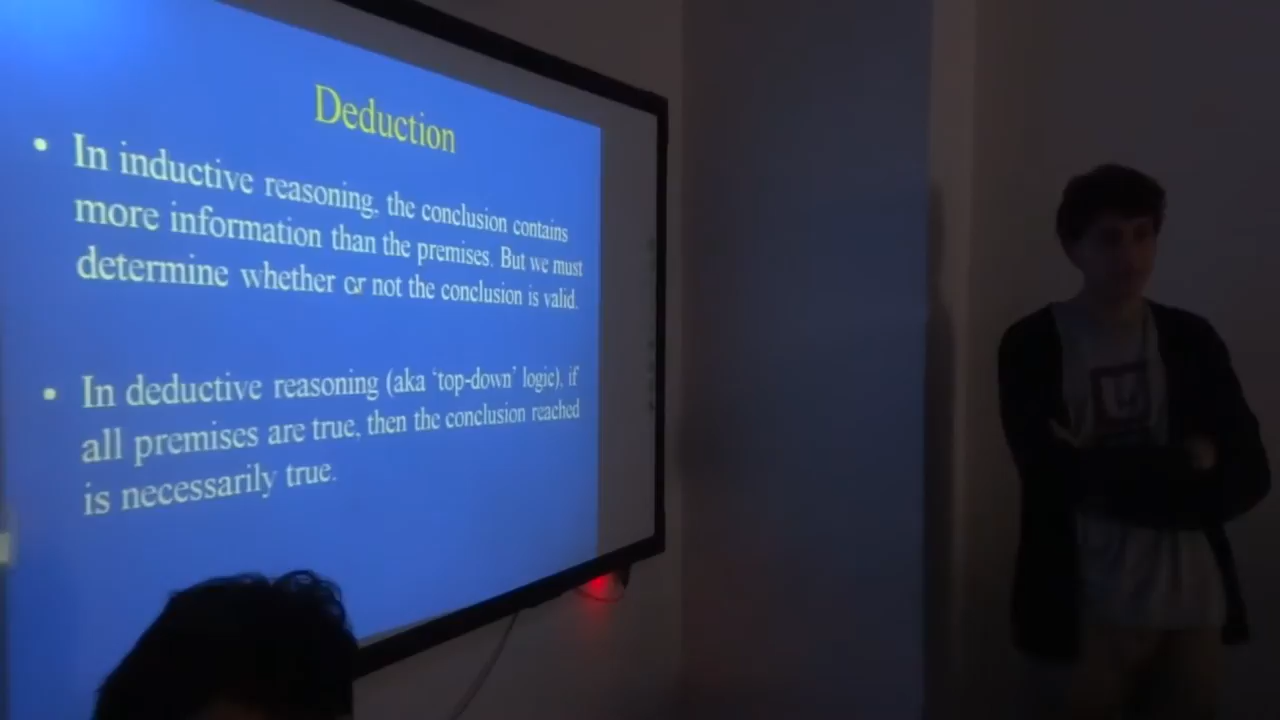 Deduction
• In inductive reasoning, the conclusion contains
more information than the premises. But we must
determine whether or not the conclusion is valid.
• In deductive reasoning (aka ‘top-down’ logic), if
all premises are true, then the conclusion reached
is necessarily true.